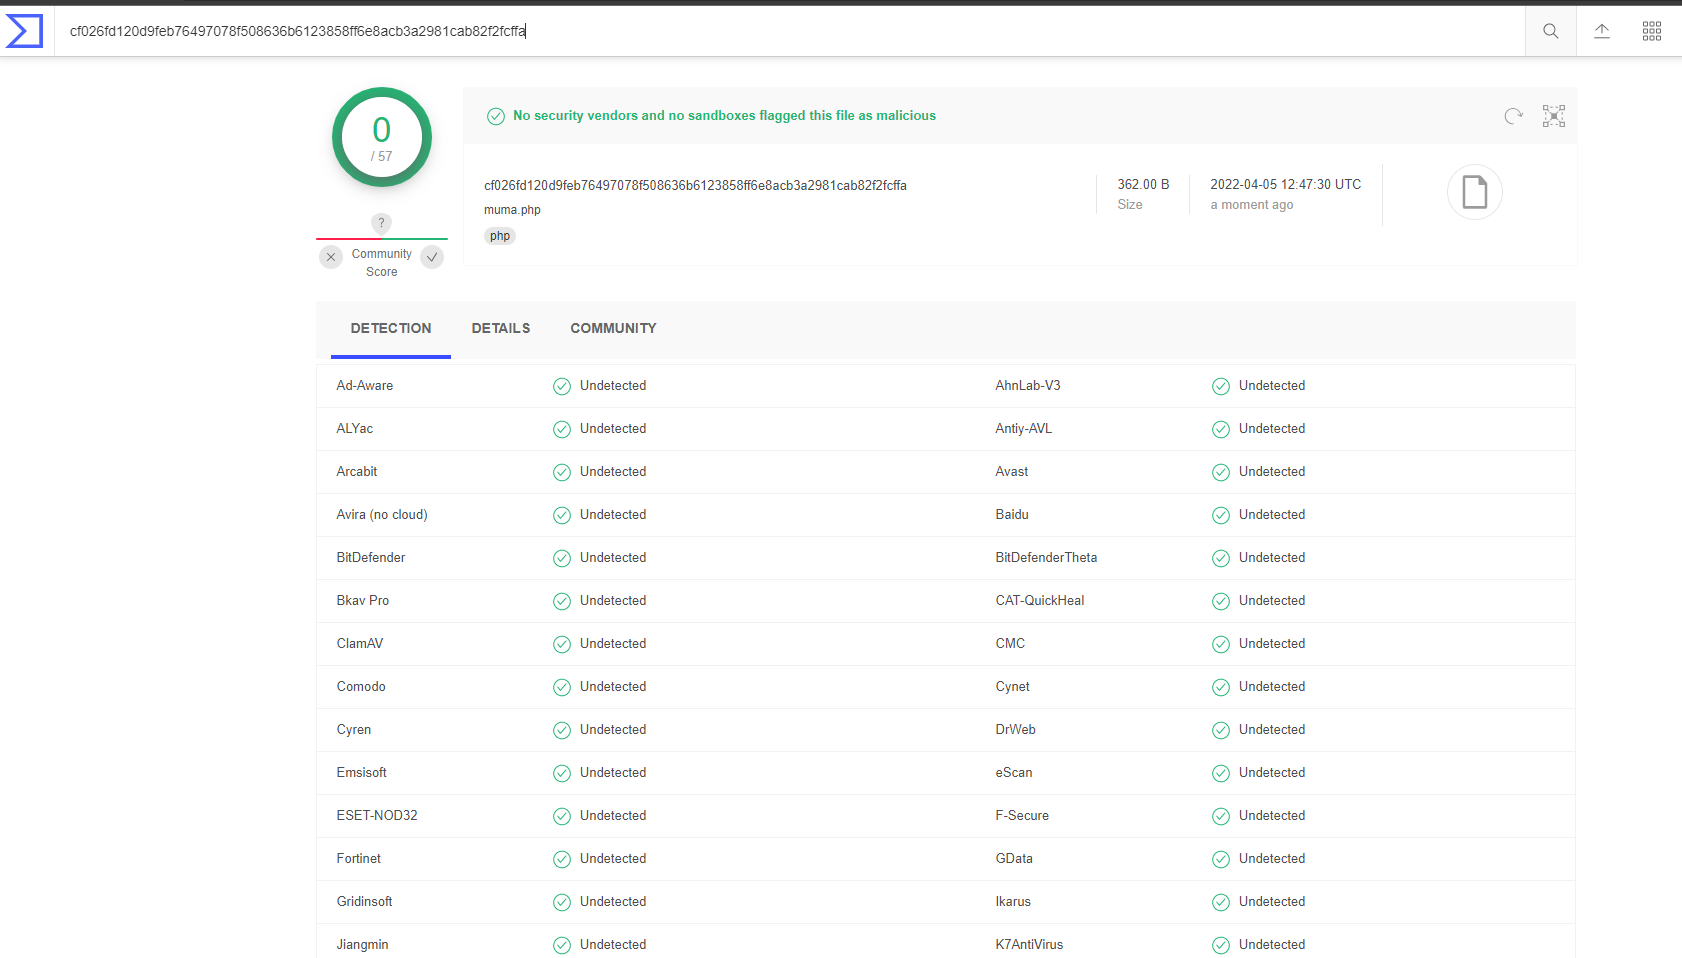 cf026fd120d9feb76497078f508636b6123858ff6e8acb3a2981cab82f2fcffa
0
/ 57
?
Community
Score
No security vendors and no sandboxes flagged this file as malicious
cf026fd120d9feb76497078f508636b6123858ff6e8acb3a2981cab82f2fcffa
muma.php
php
362.00 B
Size
2022-04-05 12:47:30 UTC
a moment ago
DETECTION DETAILS COMMUNITY
Ad-Aware Undetected AhnLab-V3 Undetected
ALYac Undetected Antiy-AVL Undetected
Arcabit Undetected Avast Undetected
Avira (no cloud) Undetected Baidu Undetected
BitDefender Undetected BitDefenderTheta Undetected
Bkav Pro Undetected CAT-QuickHeal Undetected
ClamAV Undetected CMC Undetected
Comodo Undetected Cynet Undetected
Cyren Undetected DrWeb Undetected
Emsisoft Undetected eScan Undetected
ESET-NOD32 Undetected F-Secure Undetected
Fortinet Undetected GData Undetected
Gridinsoft Undetected Ikarus Undetected
Jiangmin Undetected K7AntiVirus Undetected